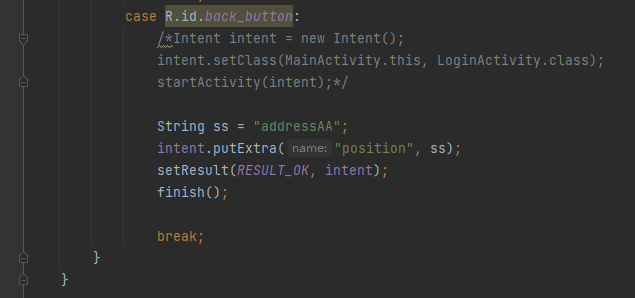 case R.id.back_button:
/*Intent intent = new Intent();
intent.setClass(MainActivity.this, LoginActivity.class);
startActivity(intent);*/
String ss = "addressAA";
intent.putExtra( name: "position", ss);
setResult(RESULT_OK, intent);
finish();
break;
}
}